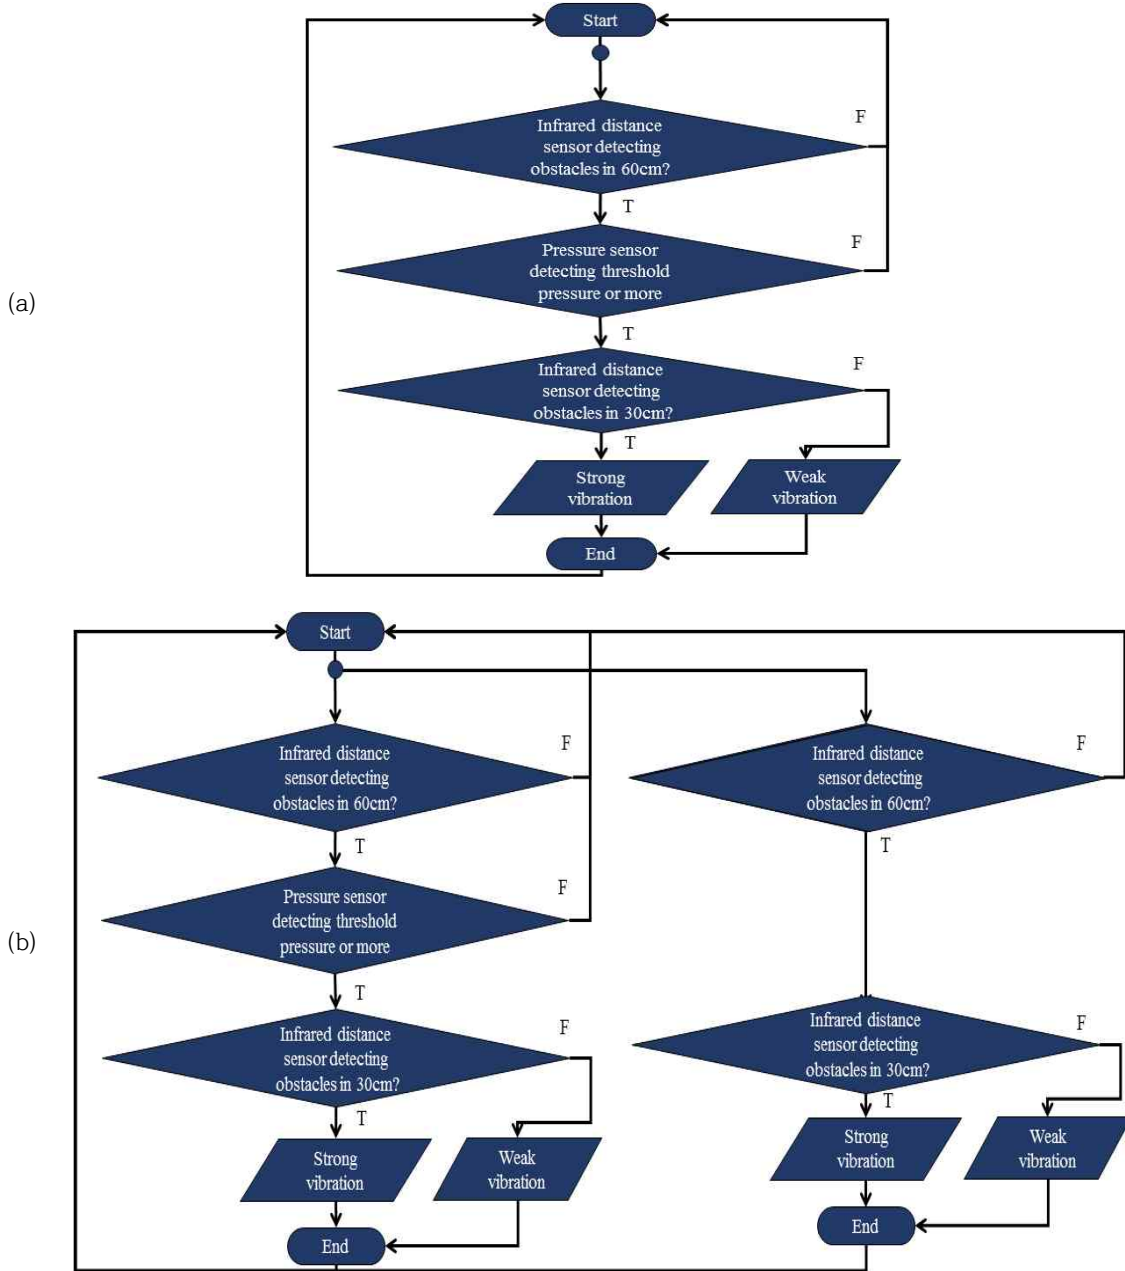 Start
Infrared distance
sensor detecting
obstacles in 60cm?
F
T
Pressure sensor
detecting threshold
pressure or more
F
T
(a)
Infrared distance
sensor detecting
obstacles in 30cm?
F
T
Strong
vibration
Weak
vibration
End
Start
Infrared distance
sensor detecting
obstacles in 60cm?
F
T
Pressure sensor
detecting threshold
pressure or more
F
T
(b)
Infrared distance
sensor detecting
obstacles in 30cm?
F
T
Strong
vibration
Weak
vibration
End
Infrared distance
sensor detecting
obstacles in 60cm?
F
T
Infrared distance
sensor detecting
obstacles in 30cm?
F
T
Strong
vibration
Weak
vibration
End